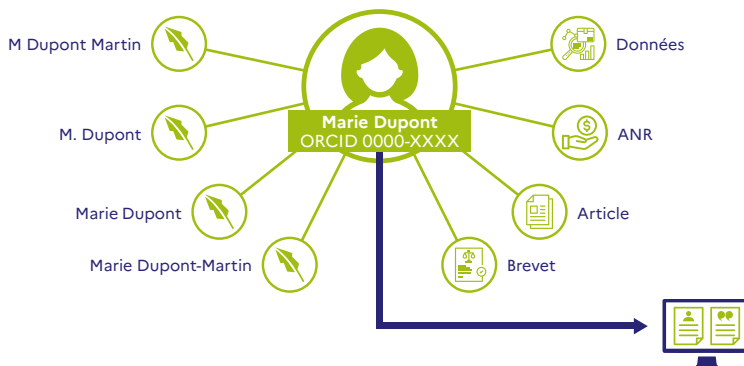 M Dupont Martin
Données
Marie Dupont
ORCID 0000-XXXX
M. Dupont
ANR
Marie Dupont
Article
Marie Dupont-Martin
Brevet